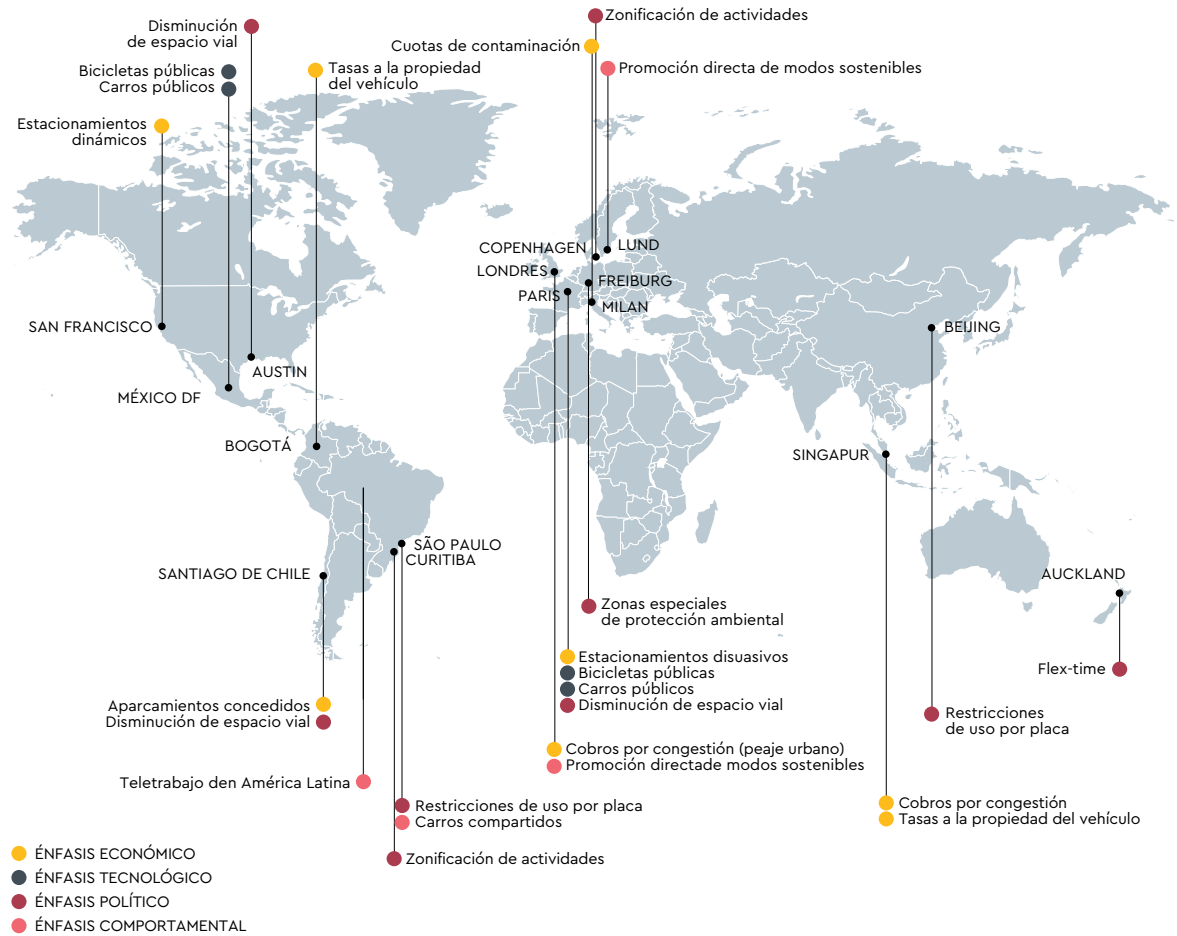 Disminución
de espacio vial
Zonificación de actividades
Cuotas de contaminación
Bicicletas públicas
Carros públicos
Tasas a la propiedad
del vehículo
Promoción directa de modos sostenibles
Estacionamientos
dinámicos
COPENHAGEN
LUND
LONDRES
FREIBURG
PARIS
MILAN
SAN FRANCISCO
BEIJING
AUSTIN
MÉXICO DF
BOGOTÁ
SINGAPUR
SÃO PAULO
CURITIBA
SANTIAGO DE CHILE
AUCKLAND
Zonas especiales
de protección ambiental
Estacionamientos disuasivos
Bicicletas públicas
Carros públicos
Disminución de espacio vial
Flex-time
Aparcamientos concedidos
Disminución de espacio vial
Restricciones
de uso por placa
Cobros por congestión (peaje urbano)
Promoción directade modos sostenibles
Teletrabajo den América Latina
Restricciones de uso por placa
Carros compartidos
Cobros por congestión
Tasas a la propiedad del vehículo
Zonificación de actividades
ÉNFASIS ECONÓMICO
ÉNFASIS TECNOLÓGICO
ÉNFASIS POLÍTICO
ÉNFASIS COMPORTAMENTAL